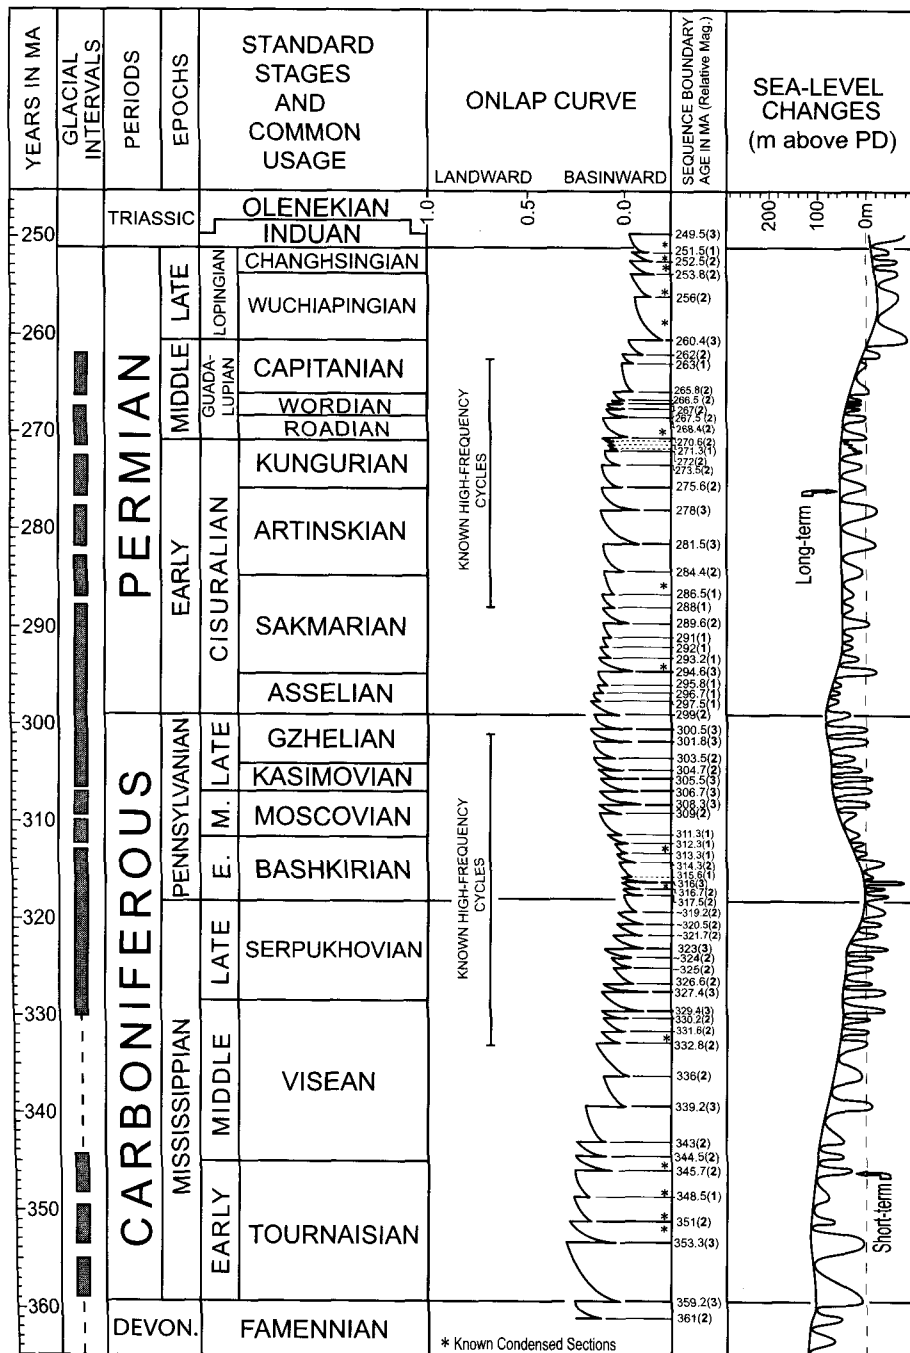 YEARS IN MA
GLACIAL
INTERVALS
PERIODS
EPOCHS
STANDARD
STAGES
AND
COMMON
USAGE
ONLAP CURVE
LANDWARD
BASINWARD
SEQUENCE BOUNDARY
AGE IN MA (Relative Mag.)
SEA-LEVEL
CHANGES
(m above PD)
1.0
0.5
0.0
200
100
0m
250
260
270
280
290
300
310
320
330
340
350
360
TRIASSIC
PERMIAN
CARBONIFEROUS
DEVON.
LATE
MIDDLE
EARLY
PENNSYLVANIAN
MISSISSIPPIAN
LOPINGIAN
GUADA-
LUPIAN
CISURALIAN
LATE
M.
E.
LATE
MIDDLE
EARLY
OLENEKIAN
INDUAN
CHANGHSINGIAN
WUCHIAPINGIAN
CAPITANIAN
WORDIAN
ROADIAN
KUNGURIAN
ARTINSKIAN
SAKMARIAN
ASSELIAN
GZHELIAN
KASIMOVIAN
MOSCOVIAN
BASHKIRIAN
SERPUKHOVIAN
VISEAN
TOURNAISIAN
FAMENNIAN
KNOWN HIGH-FREQUENCY
CYCLES
KNOWN HIGH-FREQUENCY
CYCLES
249.5(3)
251.5(1)
252.5(2)
253.8(2)
256(2)
260.4(3)
262(2)
263(1)
265.8(2)
266.5(2)
267(2)
267.5(2)
268.4(2)
270.6(2)
271.3(1)
272(2)
273.5(2)
275.6(2)
278(3)
281.5(3)
284.4(2)
286.5(1)
288(1)
289.6(2)
291(1)
292(1)
293.2(1)
294.6(3)
295.8(1)
296.7(1)
297.5(1)
299(2)
300.5(3)
301.8(3)
303.5(2)
304.7(2)
305.5(3)
306.7(3)
308.3(3)
309(2)
311.3(1)
312.3(1)
313.3(1)
314.3(2)
315.6(1)
316(3)
316.7(2)
317.5(2)
~319.2(2)
~320.5(2)
~321.7(2)
323(3)
~324(2)
~325(2)
326.6(2)
327.4(3)
329.4(3)
330.2(2)
331.6(2)
332.8(2)
336(2)
339.2(3)
343(2)
344.5(2)
345.7(2)
348.5(1)
351(2)
353.3(3)
359.2(3)
361(2)
Long-term
Short-term
* Known Condensed Sections